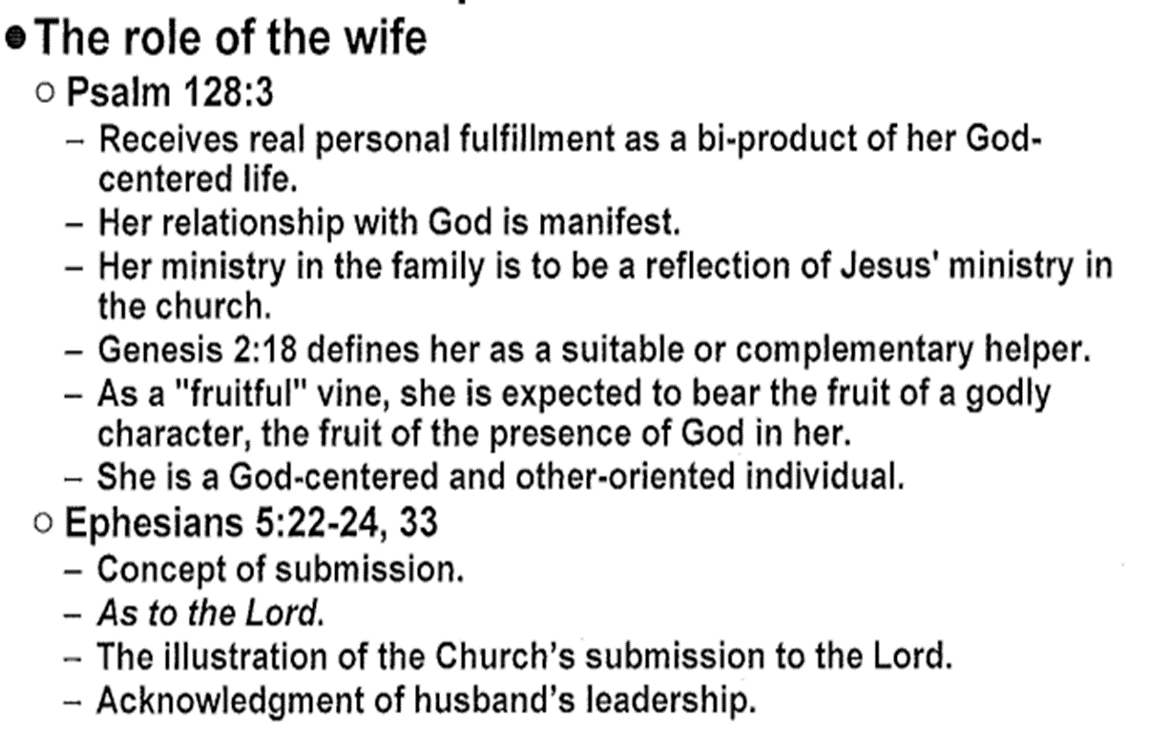 ● The role of the wife
○ Psalm 128:3
– Receives real personal fulfillment as a bi-product of her God-
centered life.
– Her relationship with God is manifest.
– Her ministry in the family is to be a reflection of Jesus' ministry in
the church.
– Genesis 2:18 defines her as a suitable or complementary helper.
– As a "fruitful" vine, she is expected to bear the fruit of a godly
character, the fruit of the presence of God in her.
– She is a God-centered and other-oriented individual.
○ Ephesians 5:22-24, 33
– Concept of submission.
– As to the Lord.
– The illustration of the Church’s submission to the Lord.
– Acknowledgment of husband’s leadership.